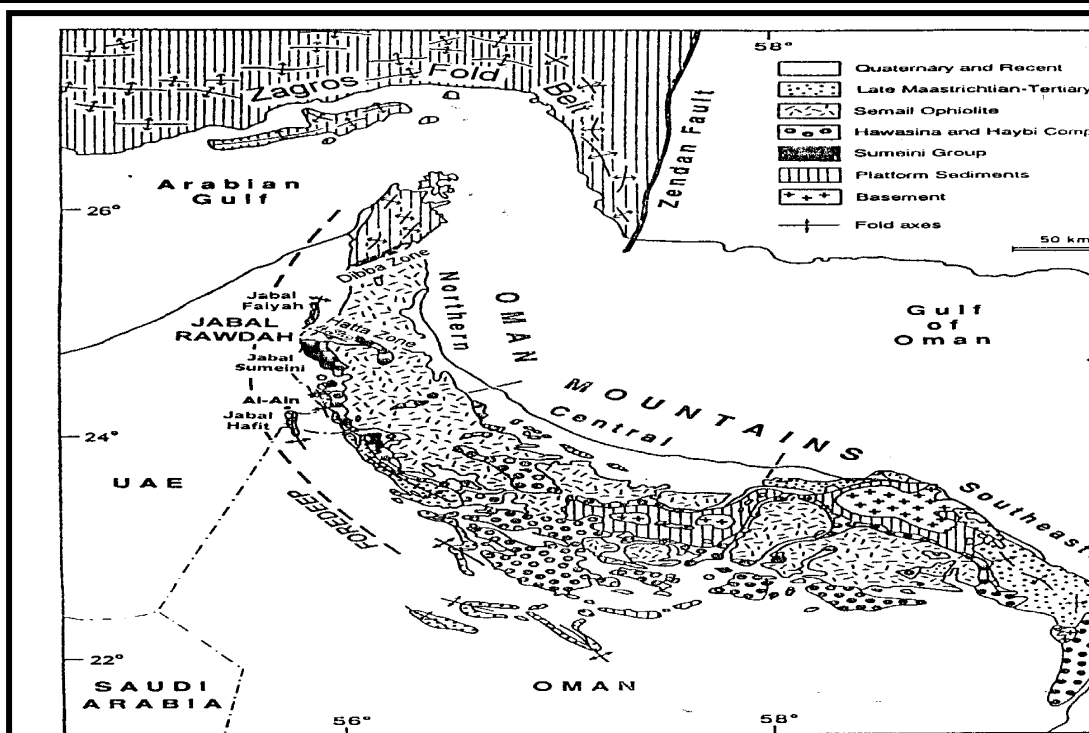 58°
Quaternary and Recent
Late Maastrichtian-Tertiary
Semail Ophiolite
Hawasina and Haybi Comp
Sumeini Group
Platform Sediments
Basement
Fold axes
50 km
Zagros Fold Belt
Zendan Fault
Arabian
Gulf
26°
Dibba Zone
Jabal
Faiyah
JABAL
RAWDAH
Hatta Zone
Jabal
Sumeini
Al-Ain
Jabal
Hafit
Northern
OMAN
MOUNTAINS
Central
Southeast
Gulf
of
Oman
24°
UAE
FOREDEEP
22°
SAUDI
ARABIA
OMAN
56°
58°